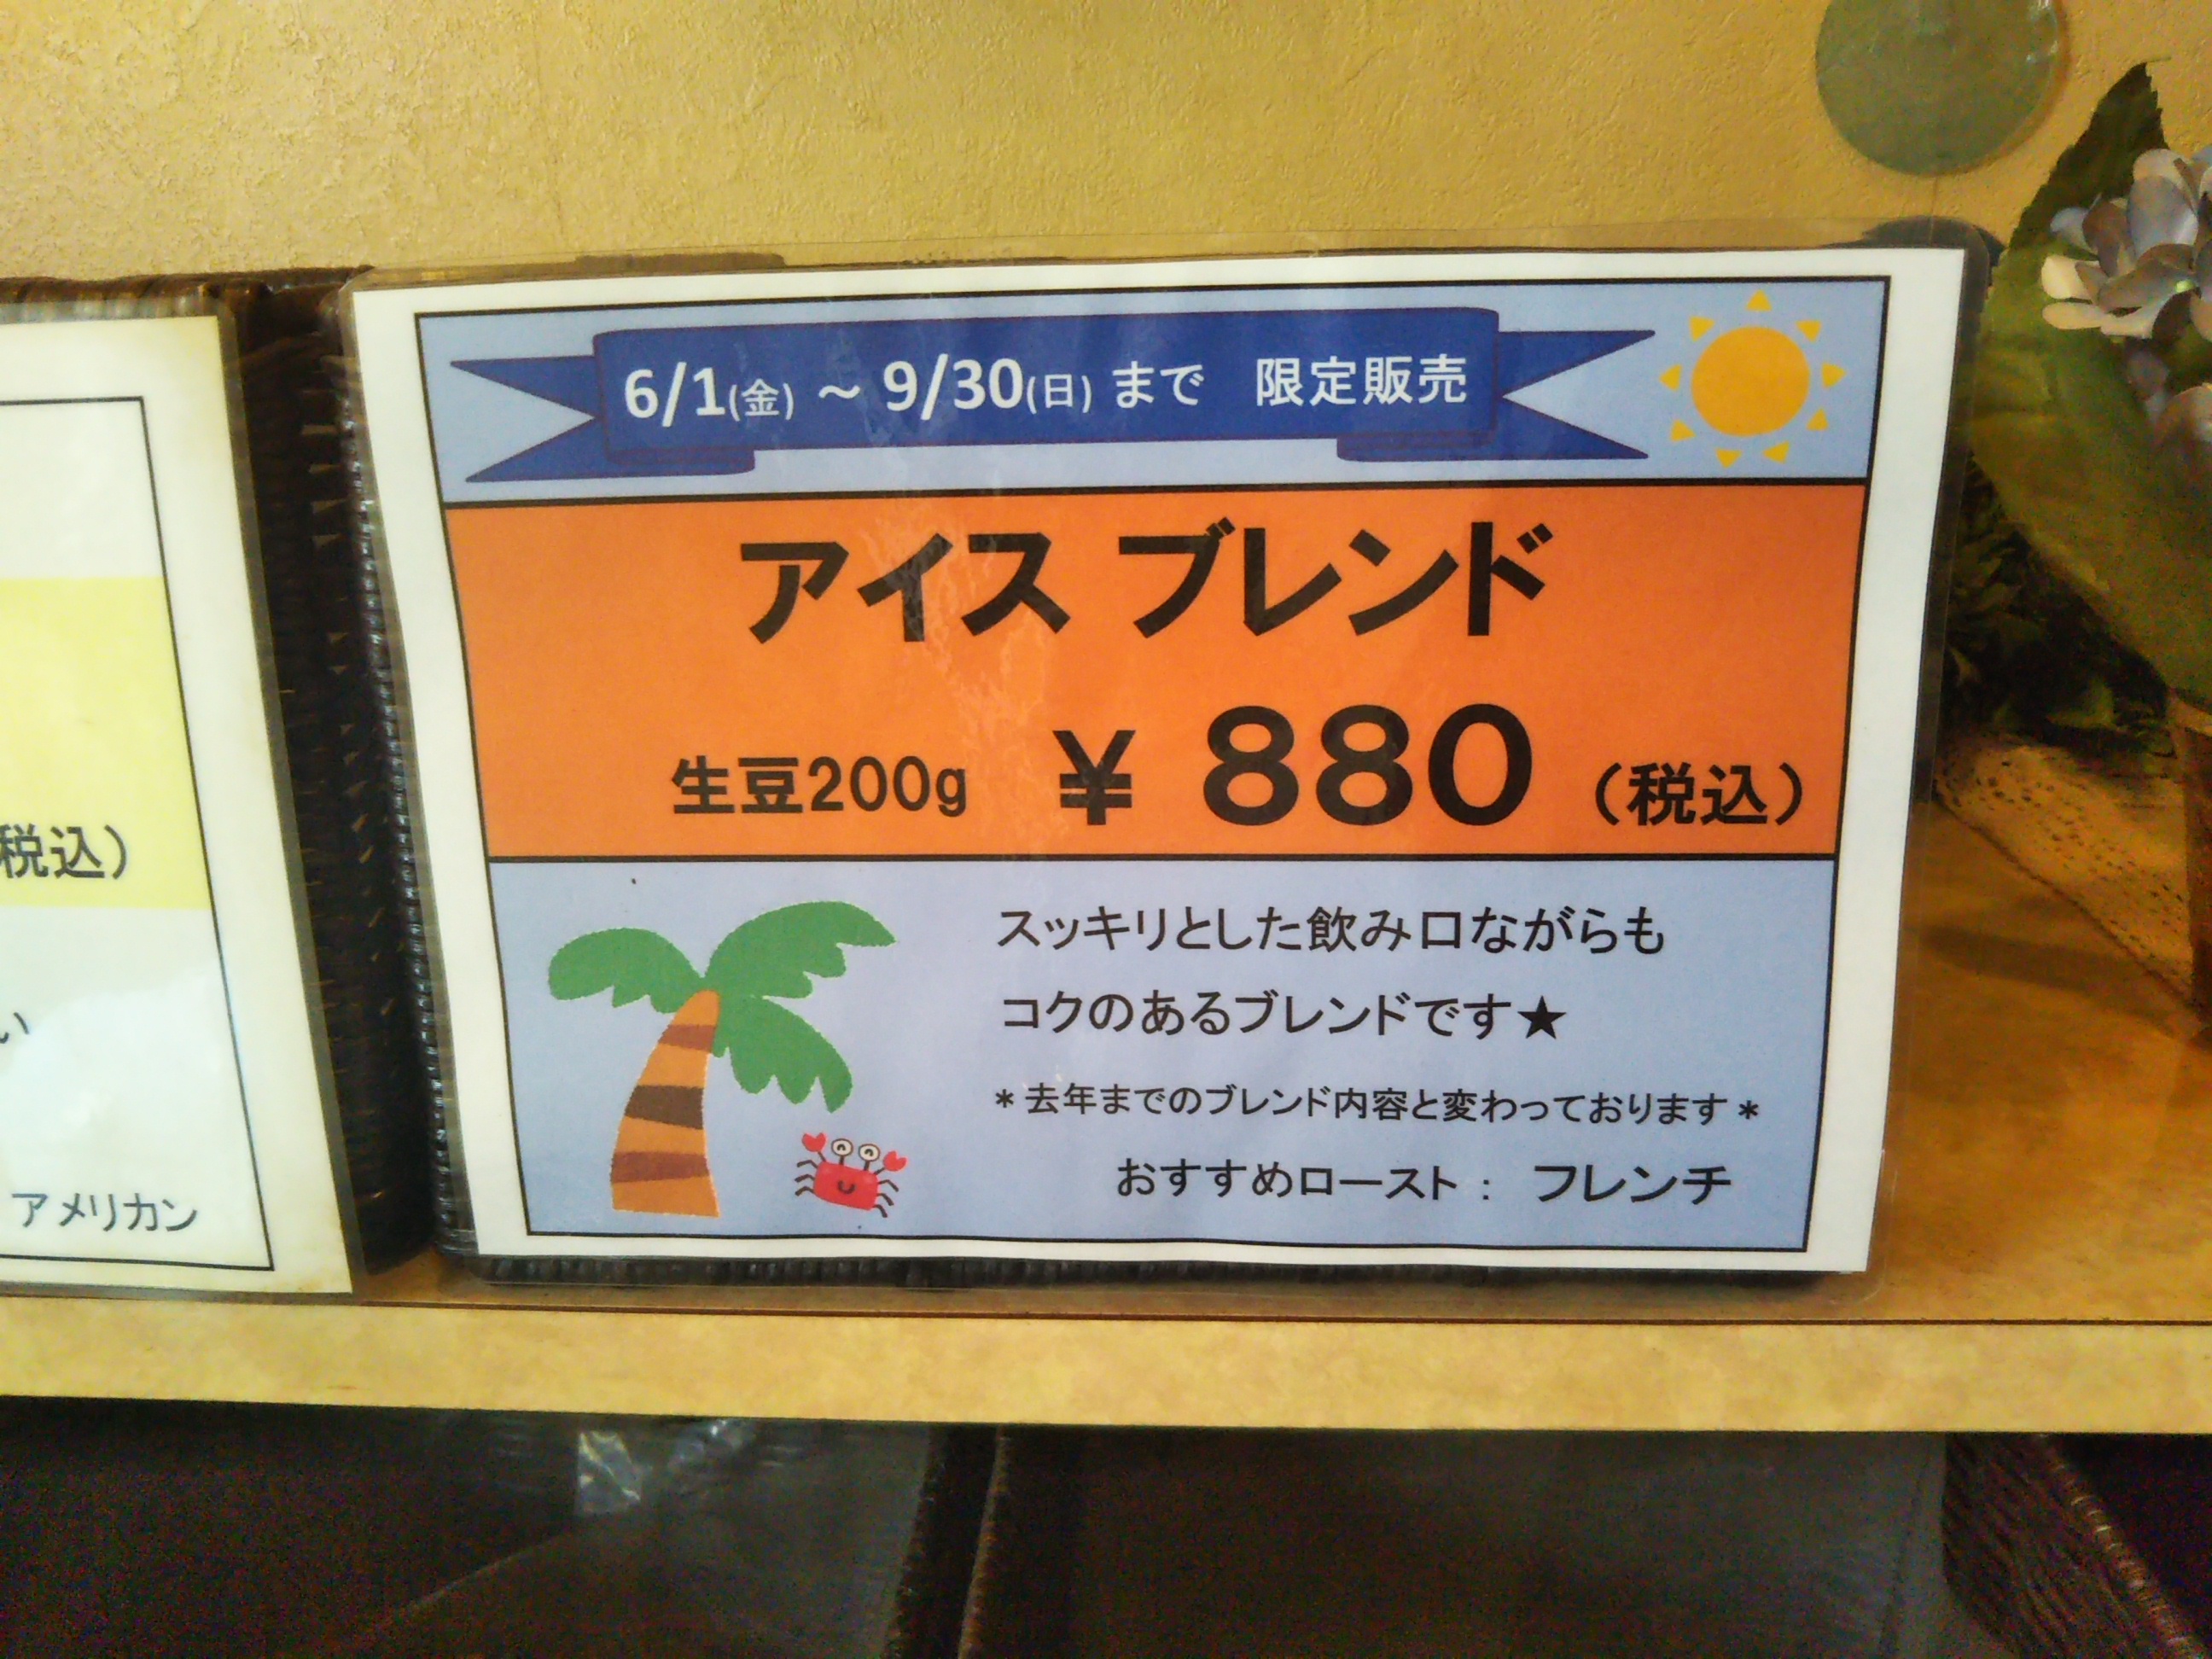 6/1(金) ～ 9/30(日) まで 限定販売
アイス ブレンド
生豆200g ￥ 880 (税込)
スッキリとした飲み口ながらも
コクのあるブレンドです★
*去年までのブレンド内容と変わっております*
おすすめロースト： フレンチ
税込)
い
アメリカン